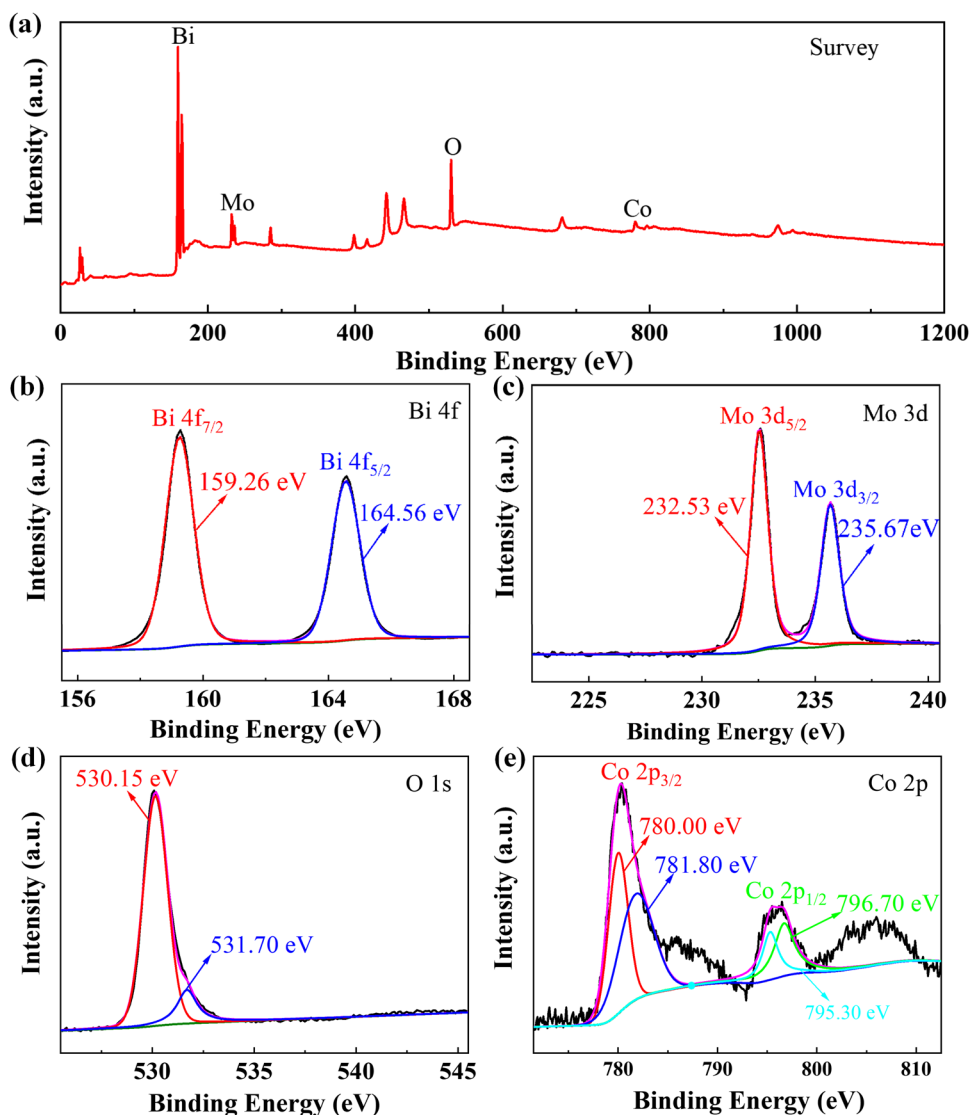 (a)
Bi
Survey
O
Mo
Co
Intensity (a.u.)
0 200 400 600 800 1000 1200
Binding Energy (eV)
(b)
Bi 4f7/2
Bi 4f
Bi 4f5/2
159.26 eV
164.56 eV
Intensity (a.u.)
156 160 164 168
Binding Energy (eV)
(c)
Mo 3d5/2
Mo 3d
Mo 3d3/2
232.53 eV
235.67eV
Intensity (a.u.)
225 230 235 240
Binding Energy (eV)
(d)
530.15 eV
O 1s
531.70 eV
Intensity (a.u.)
530 535 540 545
Binding Energy (eV)
(e)
Co 2p3/2
Co 2p
780.00 eV
781.80 eV
Co 2p1/2
796.70 eV
795.30 eV
Intensity (a.u.)
780 790 800 810
Binding Energy (eV)